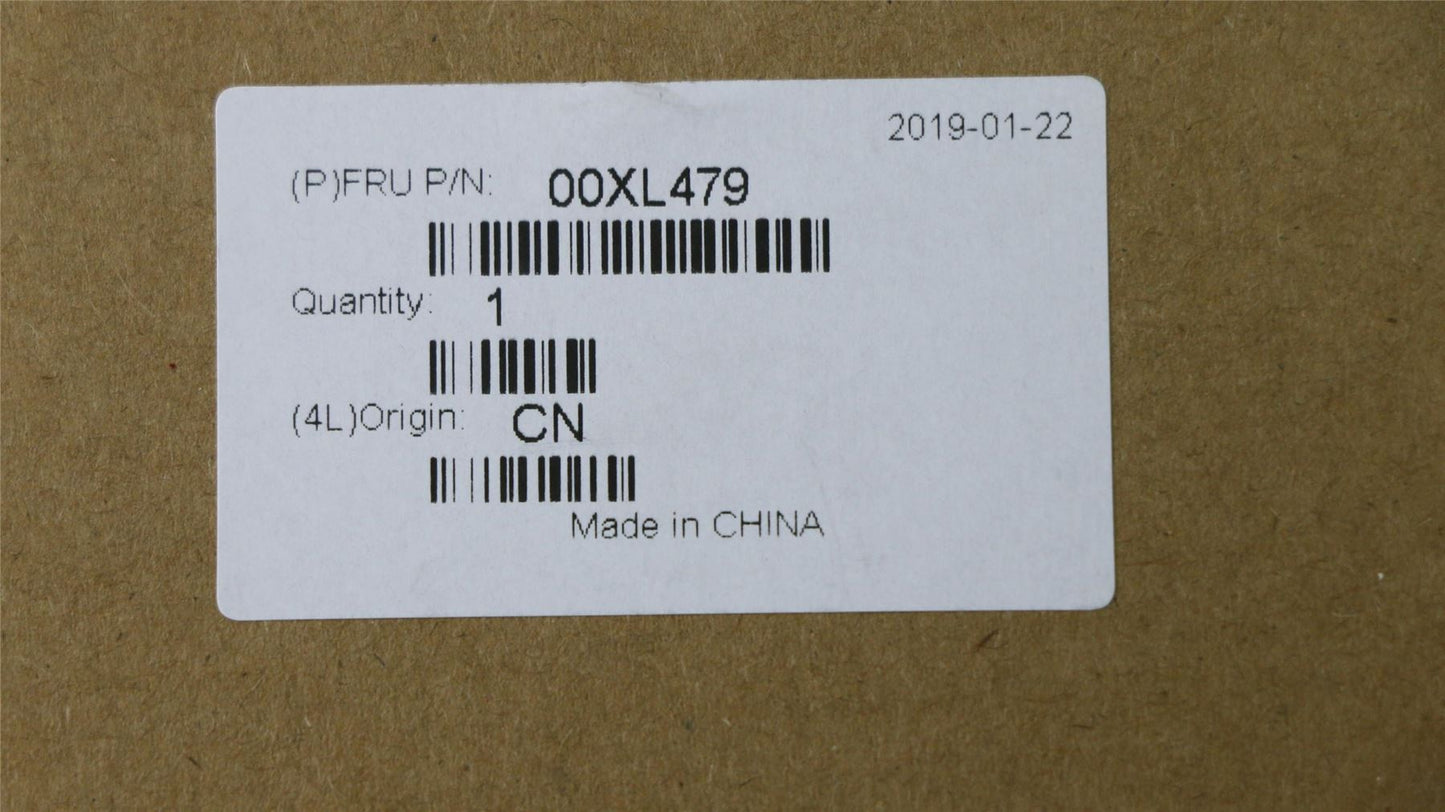 2019-01-22
(P)FRU P/N: 00XL479
Quantity: 1
(4L)Origin: CN
Made in CHINA